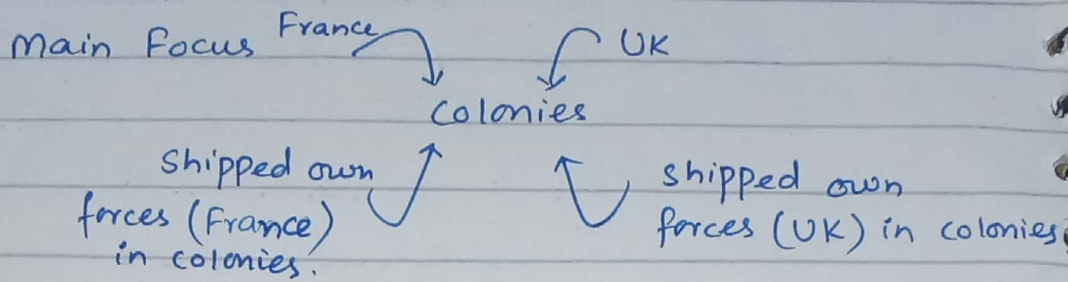 Main Focus France UK
Colonies
Shipped own
forces (France)
in colonies.
shipped own
forces (UK) in colonies